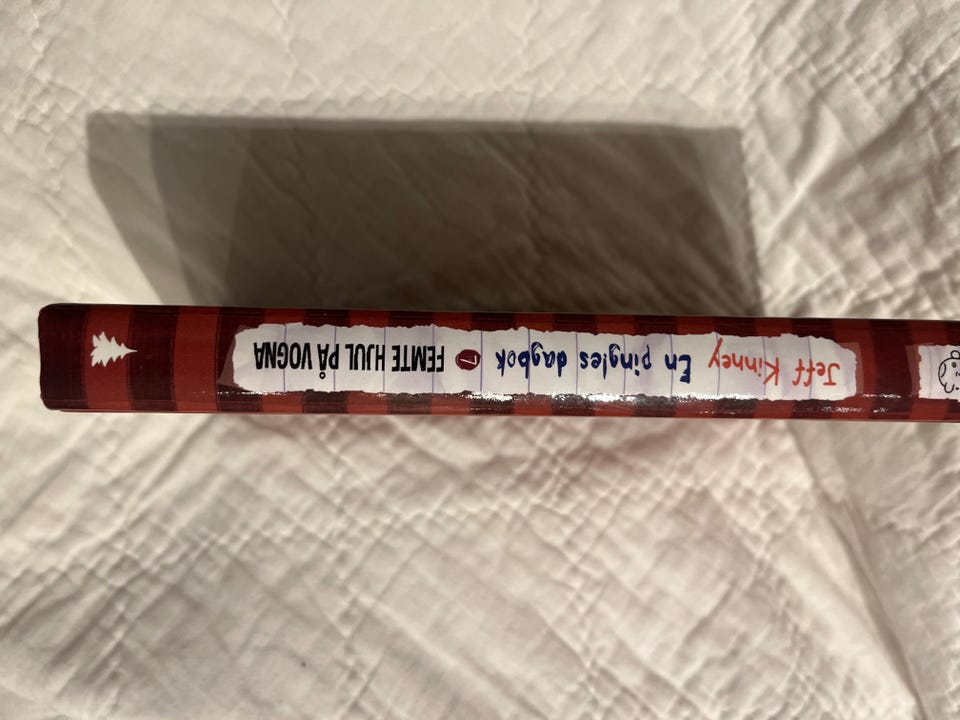 Jeff Kinney En pingles dagbok 7 FEMTE HJUL PÅ VOGNA